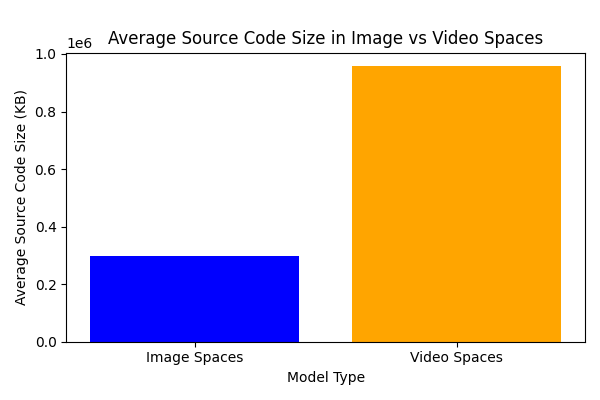 Average Source Code Size in Image vs Video Spaces
1e6
1.0
0.8
0.6
0.4
0.2
0.0
Average Source Code Size (KB)
Image Spaces
Video Spaces
Model Type